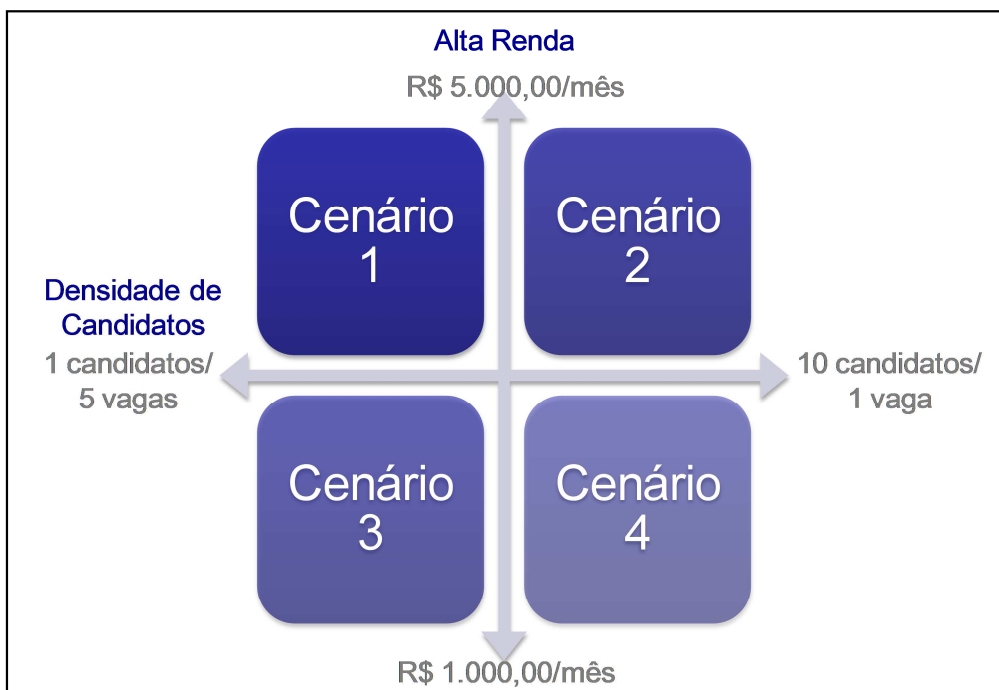 Alta Renda
R$ 5.000,00/mês
Cenário
1
Cenário
2
Densidade de
Candidatos
1 candidatos/
5 vagas
10 candidatos/
1 vaga
Cenário
3
Cenário
4
R$ 1.000,00/mês